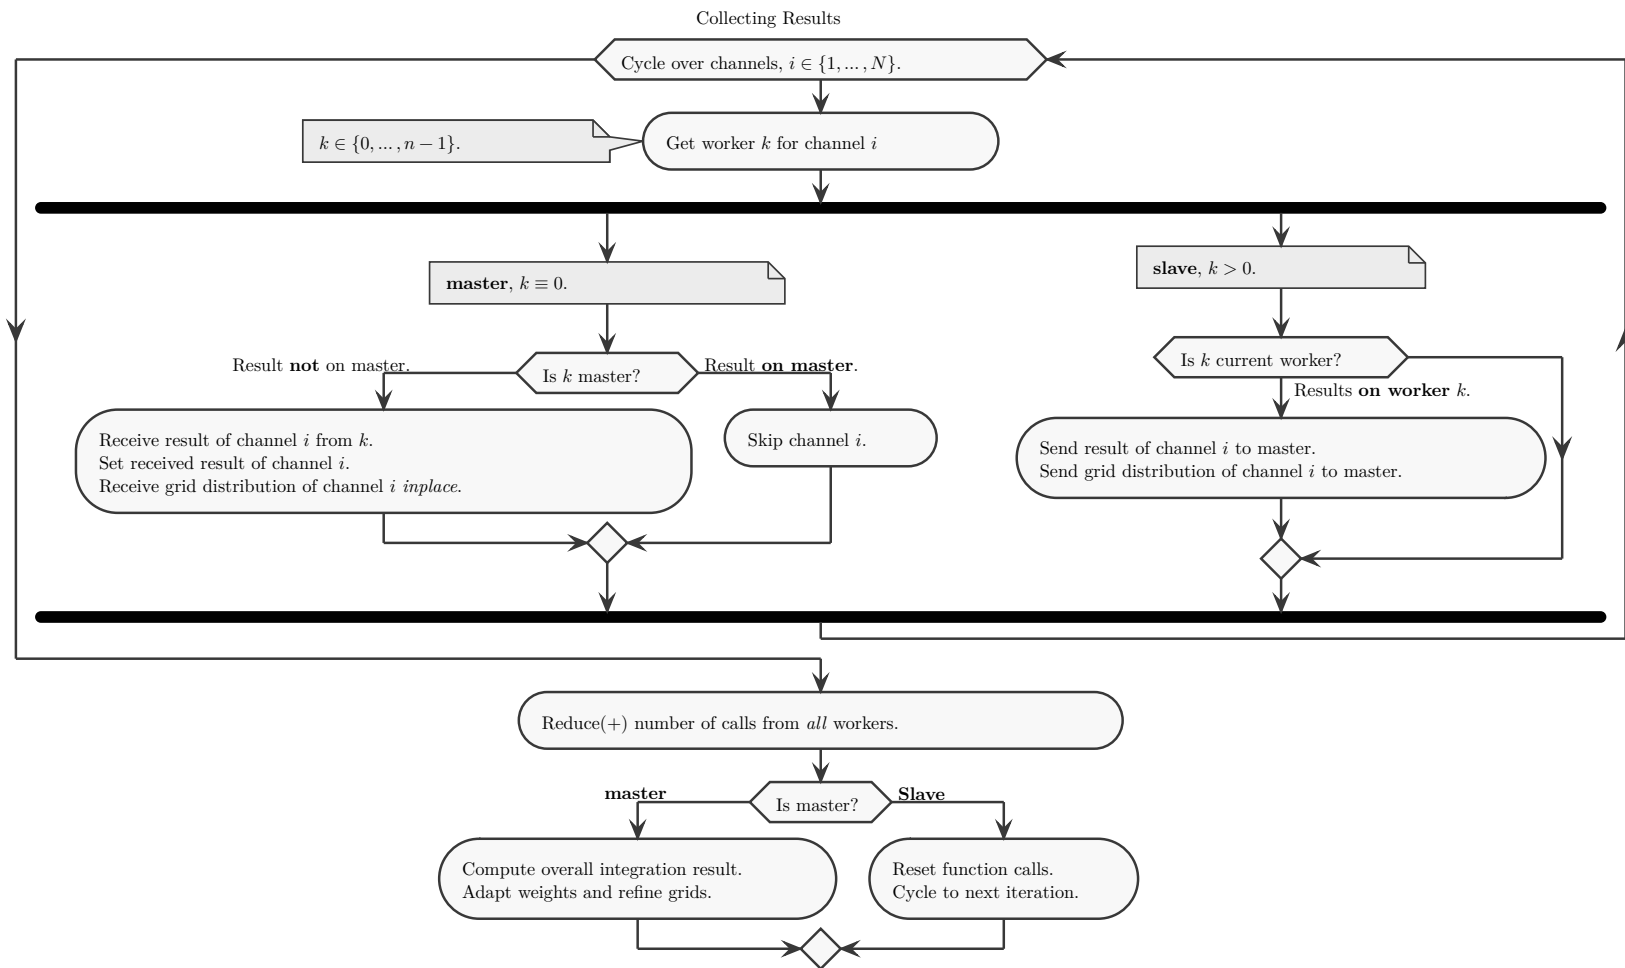 Collecting Results
Cycle over channels, i ∈ {1, ... , N}.
k ∈ {0, ... , n − 1}.
Get worker k for channel i
master, k ≡ 0.
slave, k > 0.
Result not on master.
Is k master?
Result on master.
Is k current worker?
Results on worker k.
Receive result of channel i from k.
Set received result of channel i.
Receive grid distribution of channel i inplace.
Skip channel i.
Send result of channel i to master.
Send grid distribution of channel i to master.
Reduce(+) number of calls from all workers.
master
Is master?
Slave
Compute overall integration result.
Adapt weights and refine grids.
Reset function calls.
Cycle to next iteration.